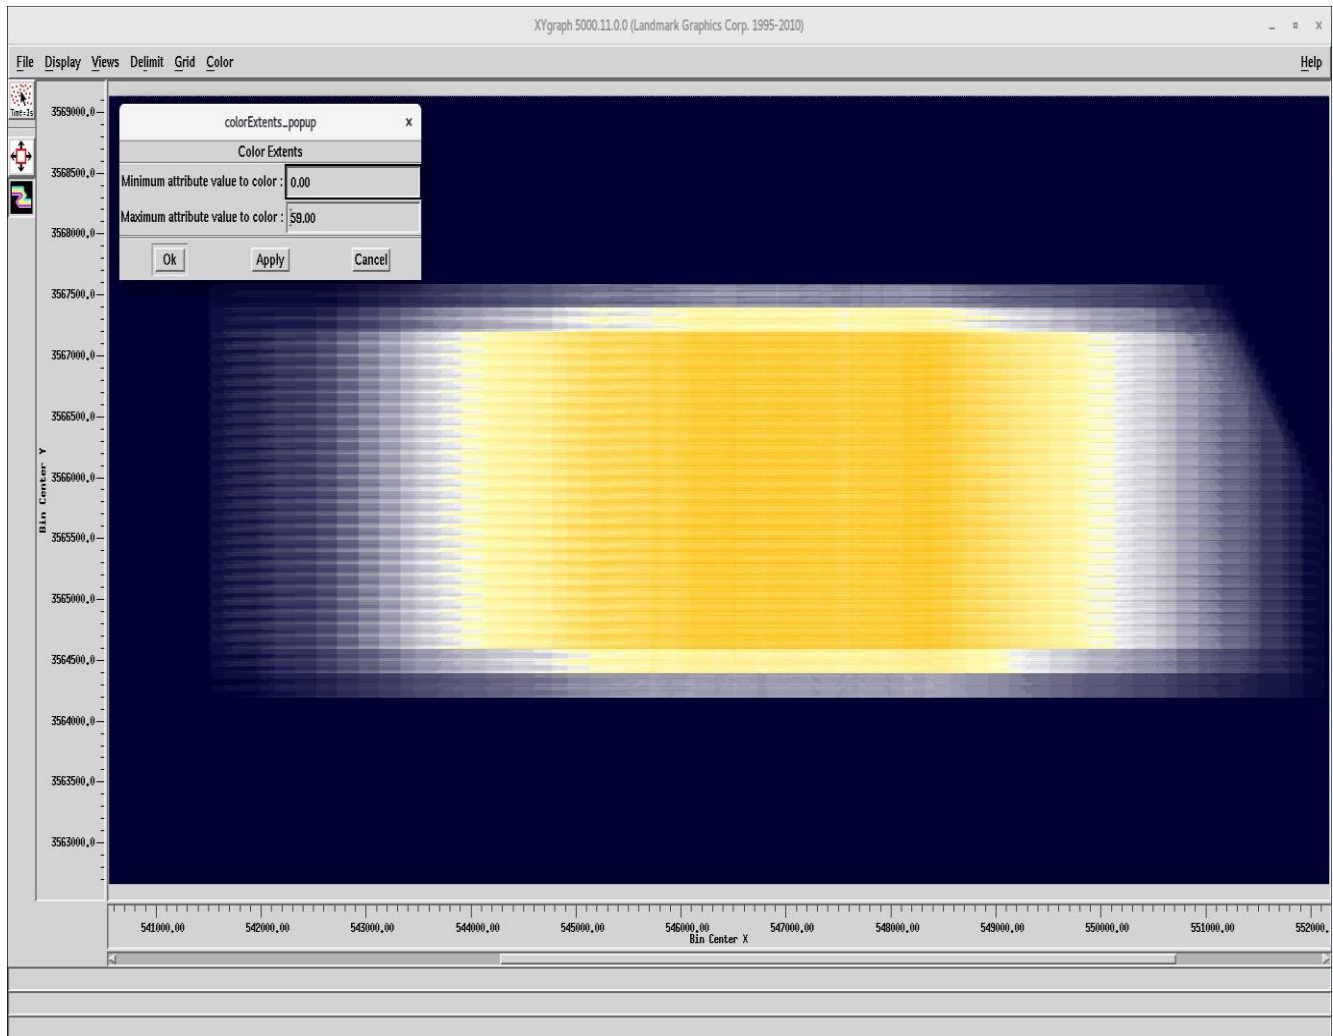 XYgraph 5000.11.0.0 (Landmark Graphics Corp. 1995-2010)
File Display Views Delimit Grid Color Help
Time=Is
colorExtents_popup x
Color Extents
Minimum attribute value to color : 0.00
Maximum attribute value to color : 59.00
Ok Apply Cancel
3569000.0
3568500.0
3568000.0
3567500.0
3567000.0
3566500.0
3566000.0
3565500.0
3565000.0
3564500.0
3564000.0
3563500.0
3563000.0
Bin Center Y
541000.00 542000.00 543000.00 544000.00 545000.00 546000.00 547000.00 548000.00 549000.00 550000.00 551000.00 552000.
Bin Center X